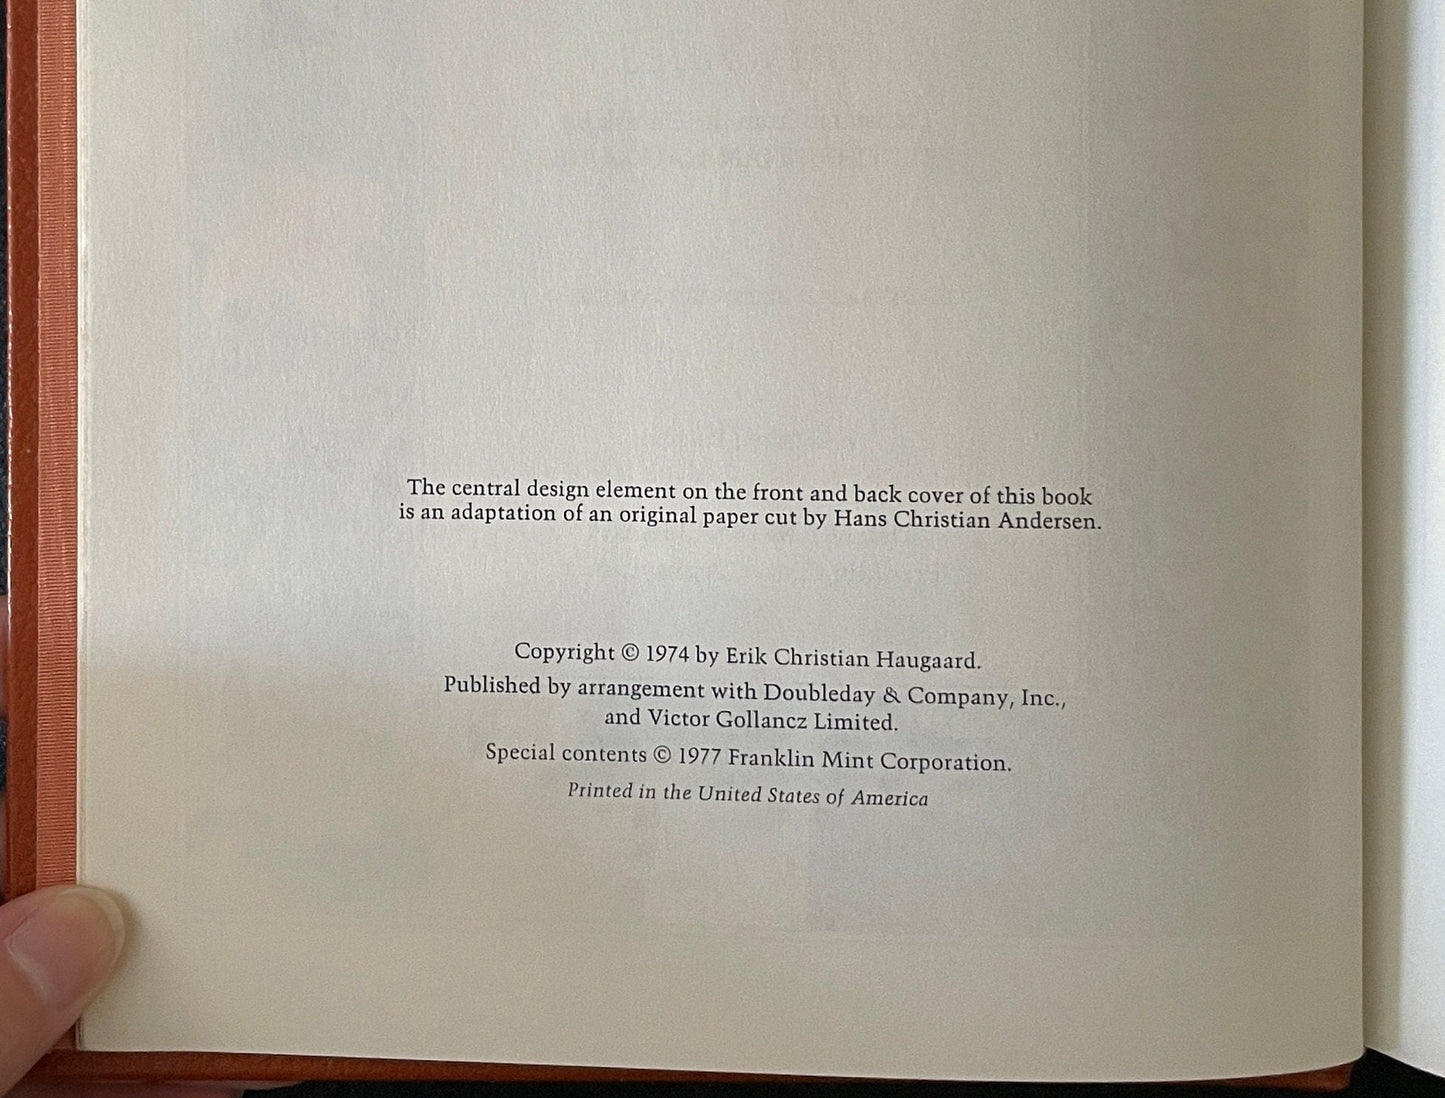 The central design element on the front and back cover of this book
is an adaptation of an original paper cut by Hans Christian Andersen.
Copyright © 1974 by Erik Christian Haugaard.
Published by arrangement with Doubleday & Company, Inc.,
and Victor Gollancz Limited.
Special contents © 1977 Franklin Mint Corporation.
Printed in the United States of America